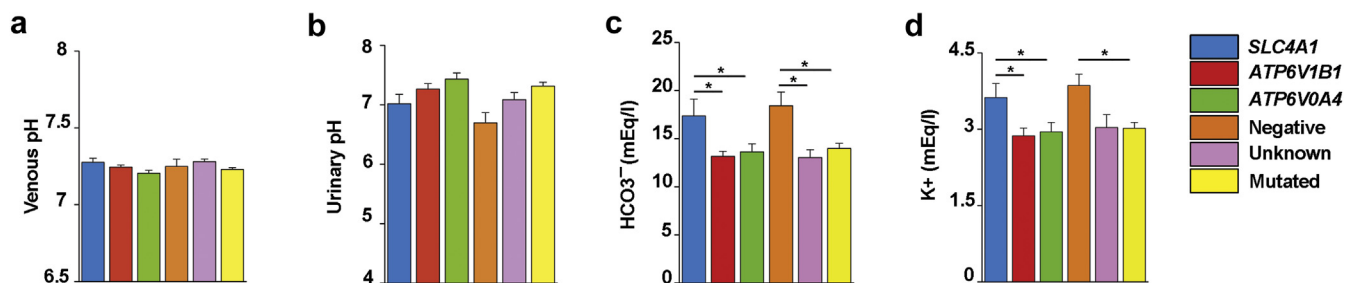 a
Venous pH
8
7.5
7
6.5
b
Urinary pH
8
7
6
5
4
c
HCO3⁻ (mEq/l)
25
20
15
10
5
0
*
*
*
*
d
K+ (mEq/l)
4.5
3
1.5
0
*
*
*
SLC4A1
ATP6V1B1
ATP6V0A4
Negative
Unknown
Mutated